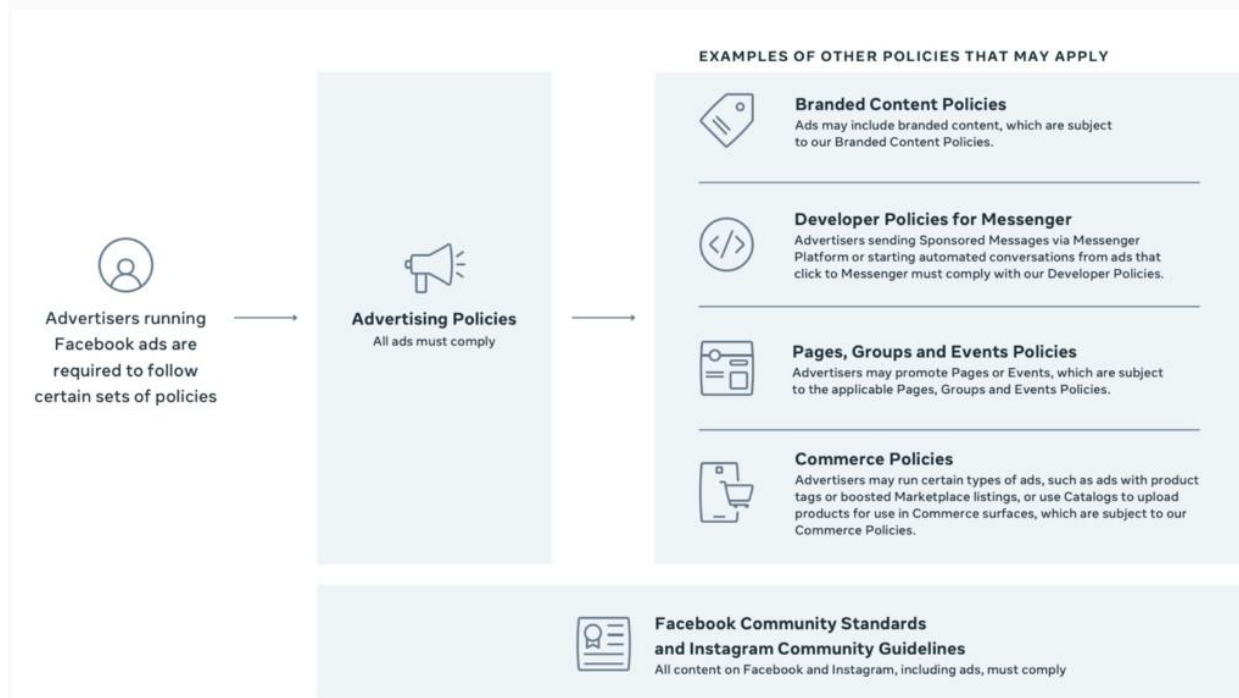 EXAMPLES OF OTHER POLICIES THAT MAY APPLY
Advertisers running
Facebook ads are
required to follow
certain sets of policies
Advertising Policies
All ads must comply
Branded Content Policies
Ads may include branded content, which are subject
to our Branded Content Policies.
Developer Policies for Messenger
Advertisers sending Sponsored Messages via Messenger
Platform or starting automated conversations from ads that
click to Messenger must comply with our Developer Policies.
Pages, Groups and Events Policies
Advertisers may promote Pages or Events, which are subject
to the applicable Pages, Groups and Events Policies.
Commerce Policies
Advertisers may run certain types of ads, such as ads with product
tags or boosted Marketplace listings, or use Catalogs to upload
products for use in Commerce surfaces, which are subject to our
Commerce Policies.
Facebook Community Standards
and Instagram Community Guidelines
All content on Facebook and Instagram, including ads, must comply